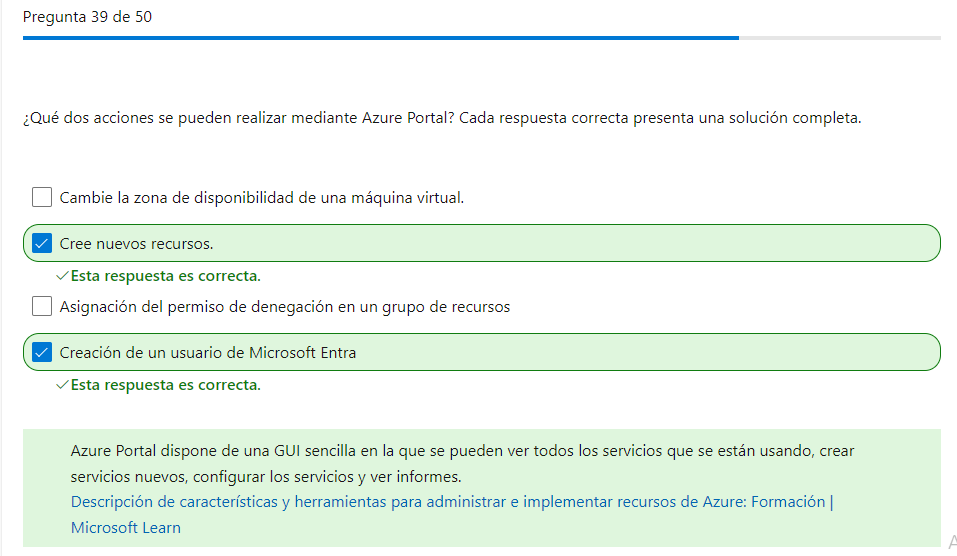 Pregunta 39 de 50
¿Qué dos acciones se pueden realizar mediante Azure Portal? Cada respuesta correcta presenta una solución completa.
Cambie la zona de disponibilidad de una máquina virtual.
Cree nuevos recursos.
Esta respuesta es correcta.
Asignación del permiso de denegación en un grupo de recursos
Creación de un usuario de Microsoft Entra
Esta respuesta es correcta.
Azure Portal dispone de una GUI sencilla en la que se pueden ver todos los servicios que se están usando, crear
servicios nuevos, configurar los servicios y ver informes.
Descripción de características y herramientas para administrar e implementar recursos de Azure: Formación |
Microsoft Learn